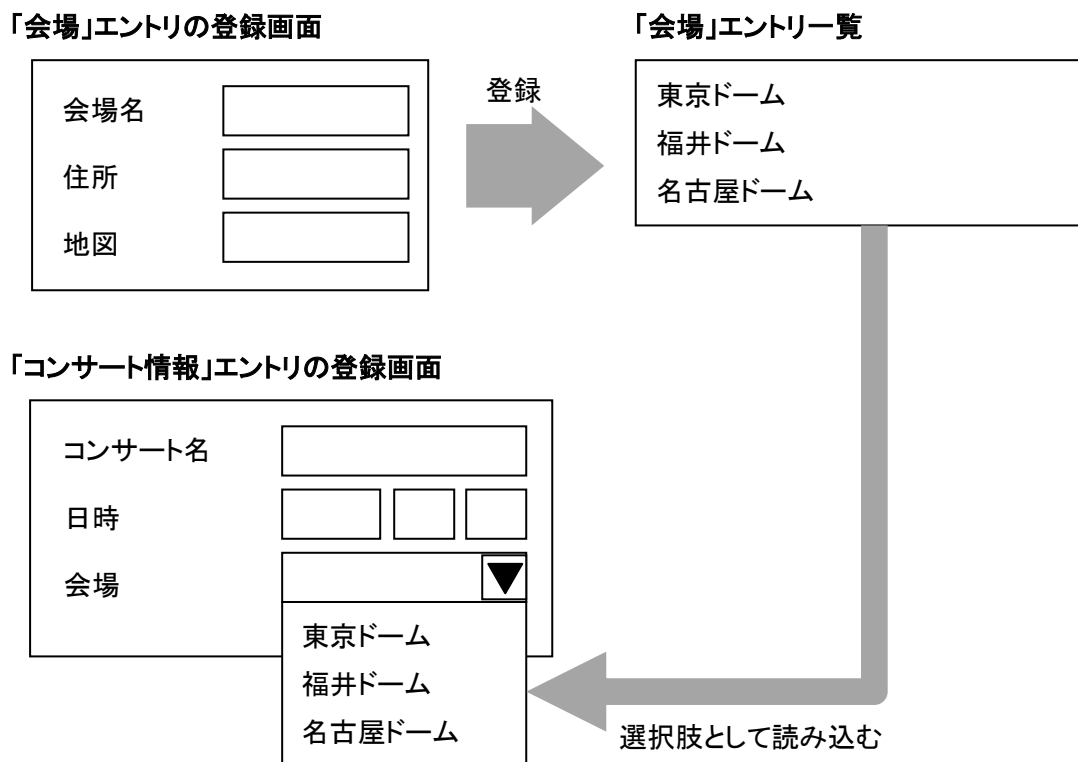 「会場」エントリの登録画面
会場名
住所
地図
登録
「会場」エントリ一覧
東京ドーム
福井ドーム
名古屋ドーム
「コンサート情報」エントリの登録画面
コンサート名
日時
会場
東京ドーム
福井ドーム
名古屋ドーム
選択肢として読み込む